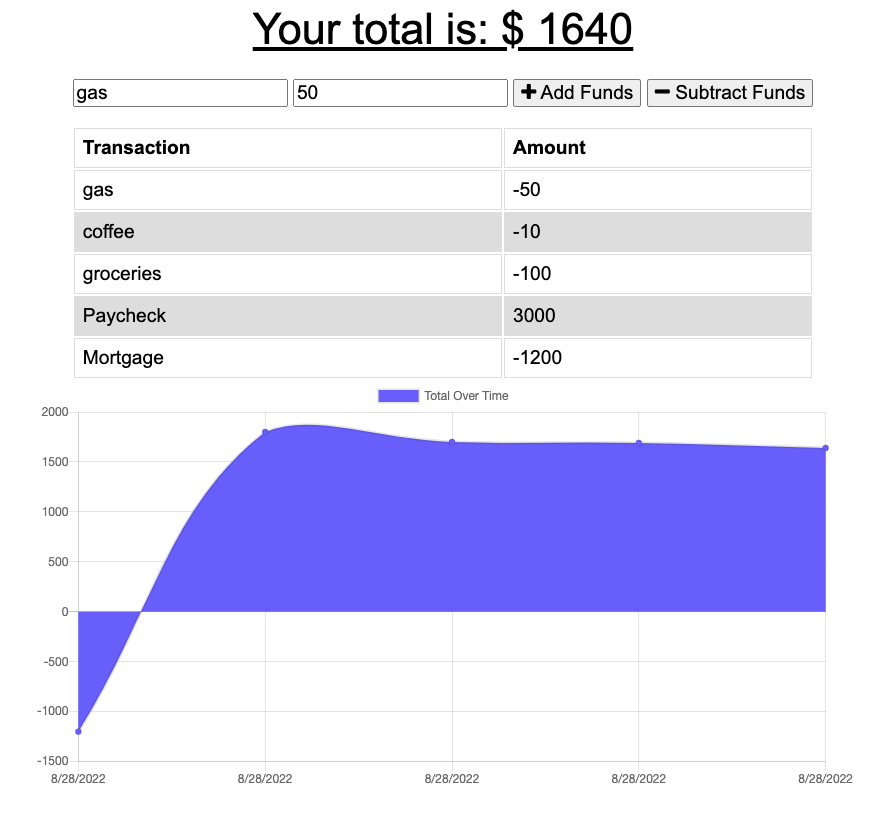 Your total is: $ 1640
gas 50 Add Funds Subtract Funds
Transaction Amount
gas -50
coffee -10
groceries -100
Paycheck 3000
Mortgage -1200
Total Over Time
2000
1500
1000
500
0
-500
-1000
-1500
8/28/2022 8/28/2022 8/28/2022 8/28/2022 8/28/2022